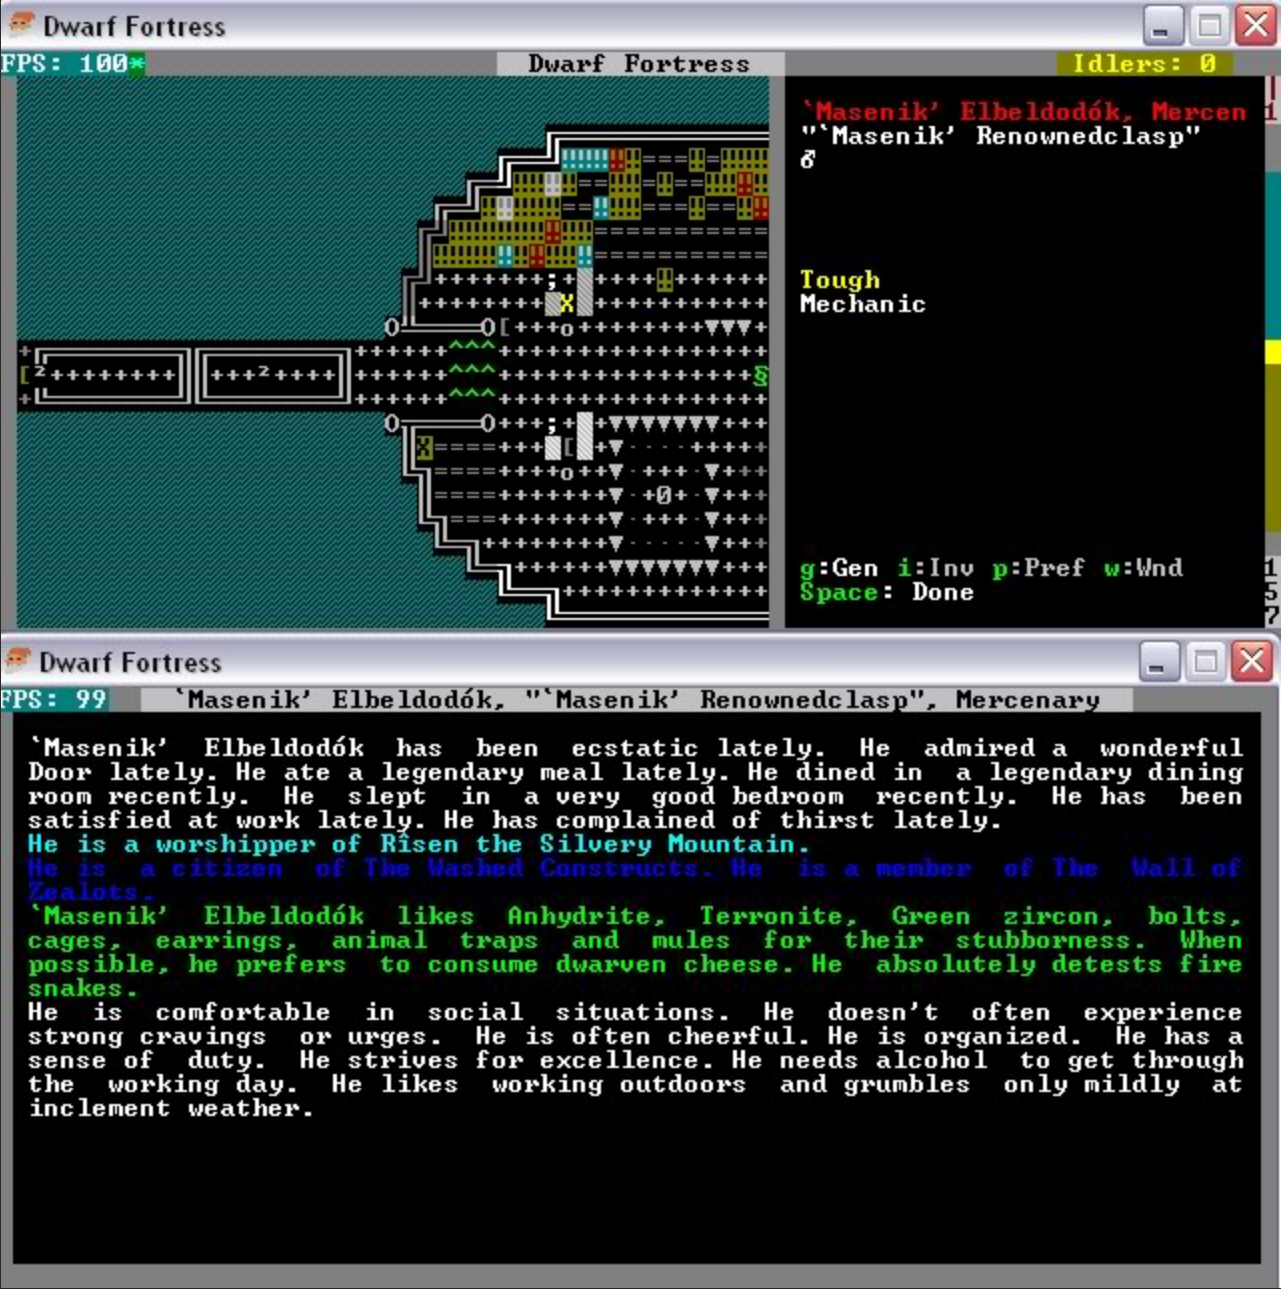 Dwarf Fortress
FPS: 100*
Dwarf Fortress
Idlers: 0
`Masenik' Elbeldodók, Mercen
"`Masenik' Renownedclasp"
♂
Tough
Mechanic
g:Gen i:Inv p:Pref w:Wnd
Space: Done
Dwarf Fortress
FPS: 99
`Masenik' Elbeldodók, "`Masenik' Renownedclasp", Mercenary
`Masenik' Elbeldodók has been ecstatic lately. He admired a wonderful
Door lately. He ate a legendary meal lately. He dined in a legendary dining
room recently. He slept in a very good bedroom recently. He has been
satisfied at work lately. He has complained of thirst lately.
He is a worshipper of Rîsen the Silvery Mountain.
He is a citizen of The Washed Constructs. He is a member of The Wall of
Zealots.
`Masenik' Elbeldodók likes Anhydrite, Terronite, Green zircon, bolts,
cages, earrings, animal traps and mules for their stubborness. When
possible, he prefers to consume dwarven cheese. He absolutely detests fire
snakes.
He is comfortable in social situations. He doesn't often experience
strong cravings or urges. He is often cheerful. He is organized. He has a
sense of duty. He strives for excellence. He needs alcohol to get through
the working day. He likes working outdoors and grumbles only mildly at
inclement weather.